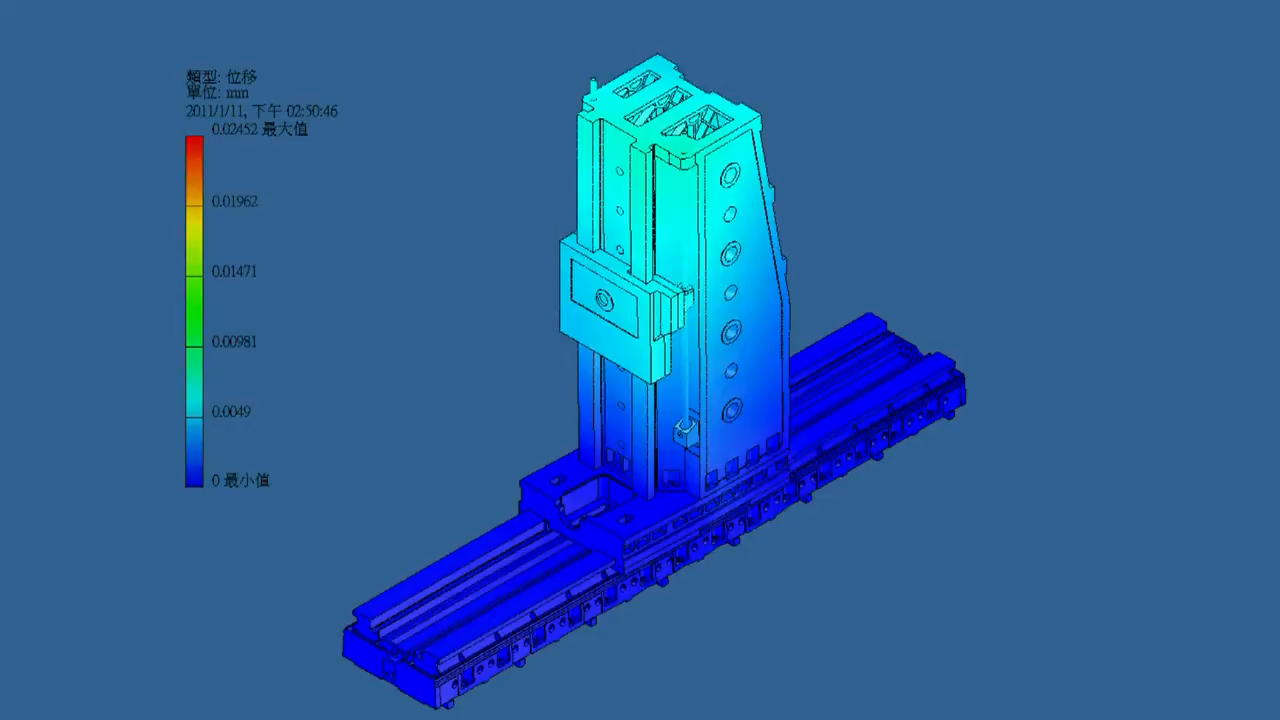 類型: 位移
單位: mm
2011/1/11, 下午 02:50:46
0.02452 最大值
0.01962
0.01471
0.00981
0.0049
0 最小值